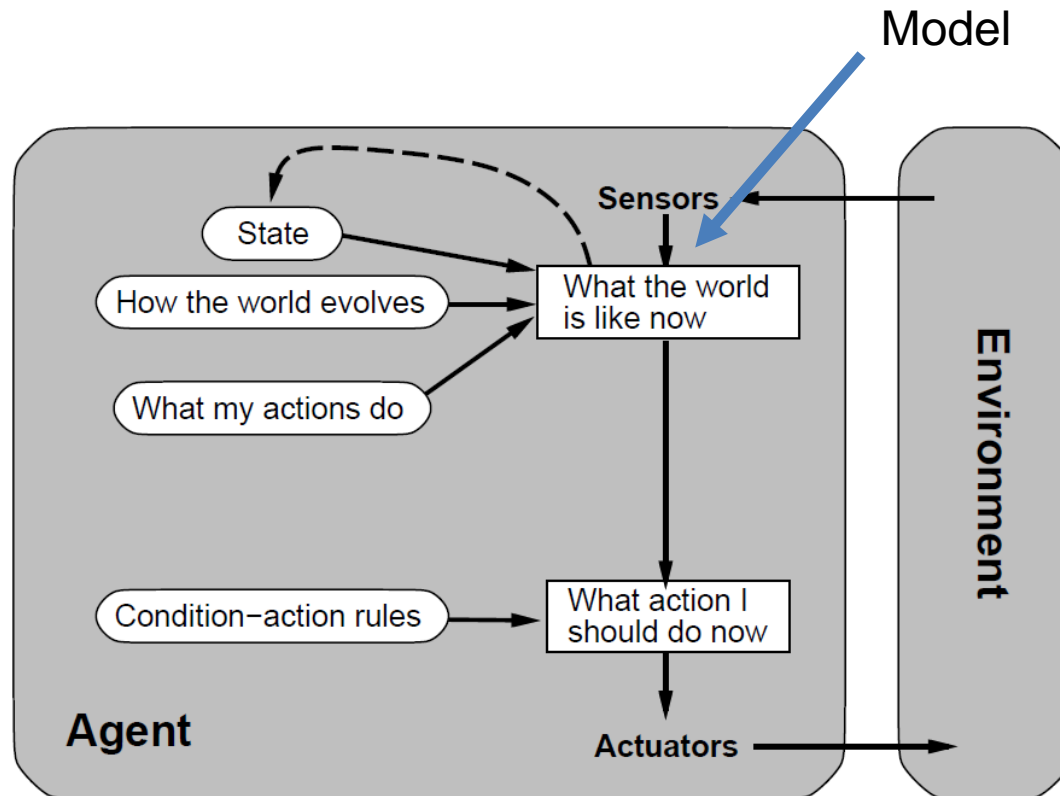 Model
Sensors
State
How the world evolves
What the world
is like now
What my actions do
Environment
Condition−action rules
What action I
should do now
Agent
Actuators